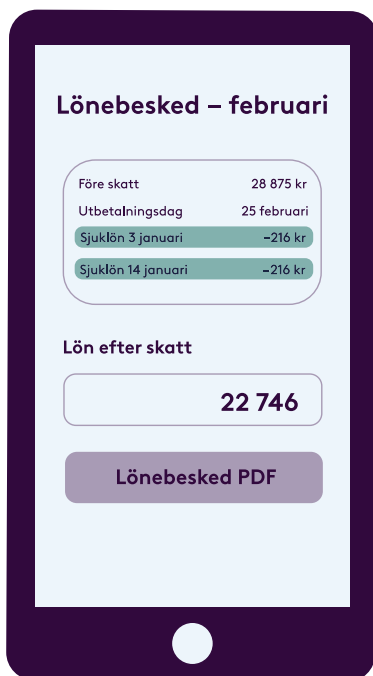 Lönebesked – februari
Före skatt 28 875 kr
Utbetalningsdag 25 februari
Sjuklön 3 januari –216 kr
Sjuklön 14 januari –216 kr
Lön efter skatt
22 746
Lönebesked PDF